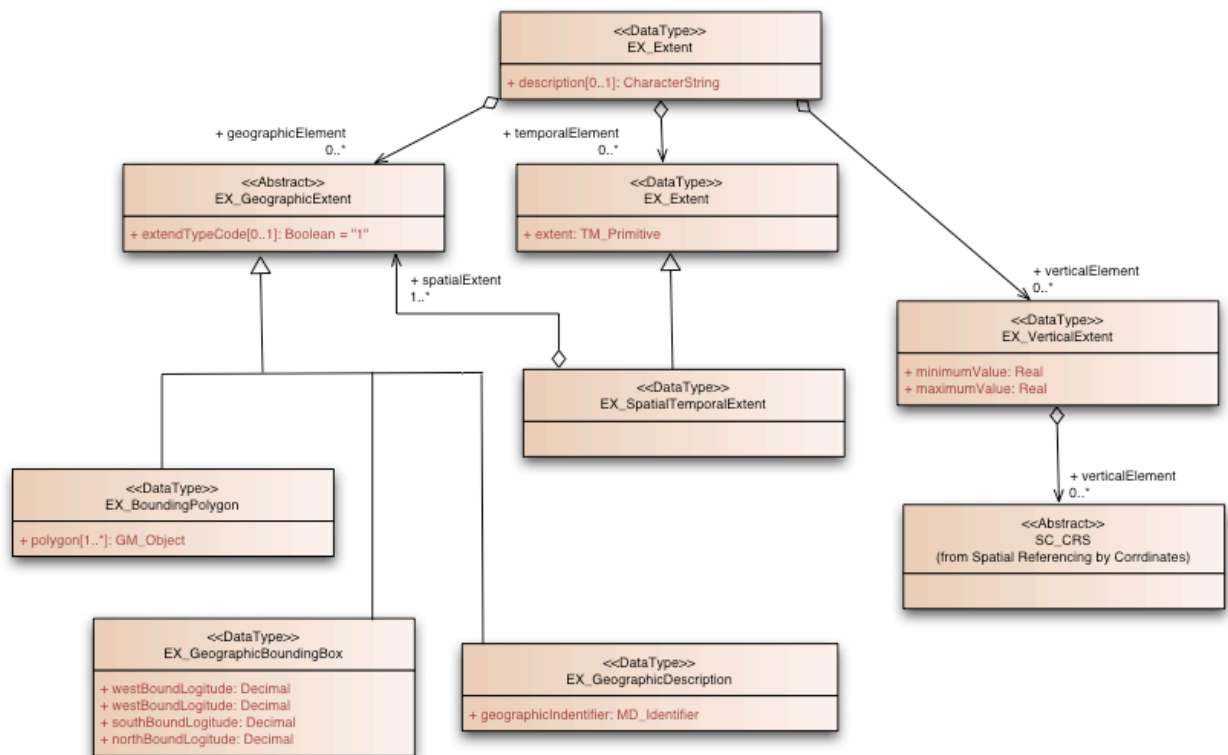 <<DataType>>
EX_Extent
+ description[0..1]: CharacterString
+ geographicElement
0..*
+ temporalElement
0..*
<<Abstract>>
EX_GeographicExtent
+ extendTypeCode[0..1]: Boolean = "1"
<<DataType>>
EX_Extent
+ extent: TM_Primitive
+ verticalElement
0..*
+ spatialExtent
1..*
<<DataType>>
EX_VerticalExtent
+ minimumValue: Real
+ maximumValue: Real
<<DataType>>
EX_SpatialTemporalExtent
<<DataType>>
EX_BoundingPolygon
+ polygon[1..*]: GM_Object
+ verticalElement
0..*
<<Abstract>>
SC_CRS
(from Spatial Referencing by Corrdinates)
<<DataType>>
EX_GeographicBoundingBox
+ westBoundLogitude: Decimal
+ westBoundLogitude: Decimal
+ southBoundLogitude: Decimal
+ northBoundLogitude: Decimal
<<DataType>>
EX_GeographicDescription
+ geographicIndentifier: MD_Identifier